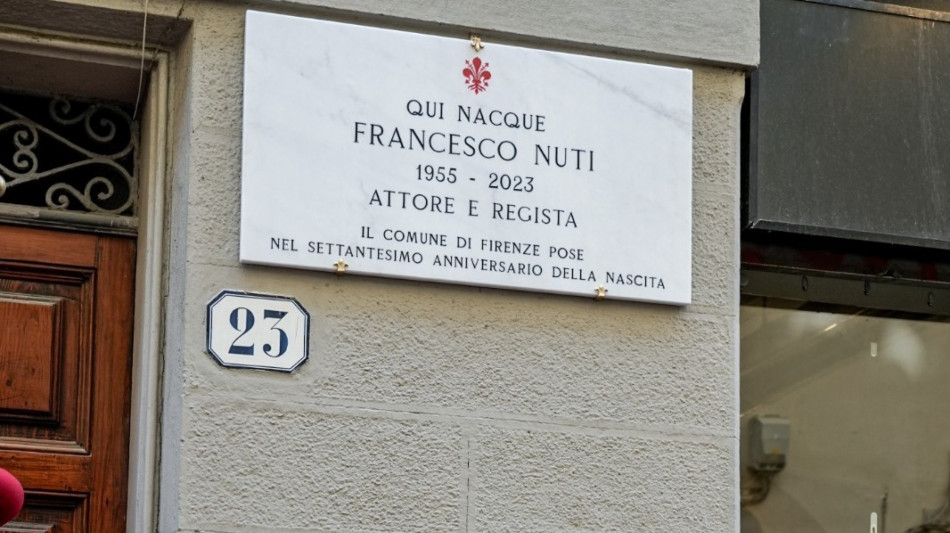 QUI NACQUE
FRANCESCO NUTI
1955 - 2023
ATTORE E REGISTA
IL COMUNE DI FIRENZE POSE
NEL SETTANTESIMO ANNIVERSARIO DELLA NASCITA
23